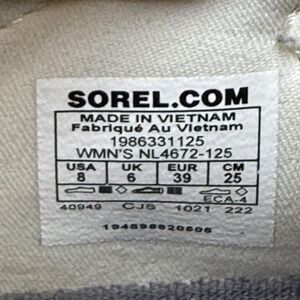 SOREL.COM
MADE IN VIETNAM
Fabriqué Au Vietnam
1986331125
WMN'S NL4672-125
USA UK EUR CM
8 6 39 25
ECA-4
40949 CJS 1021 222